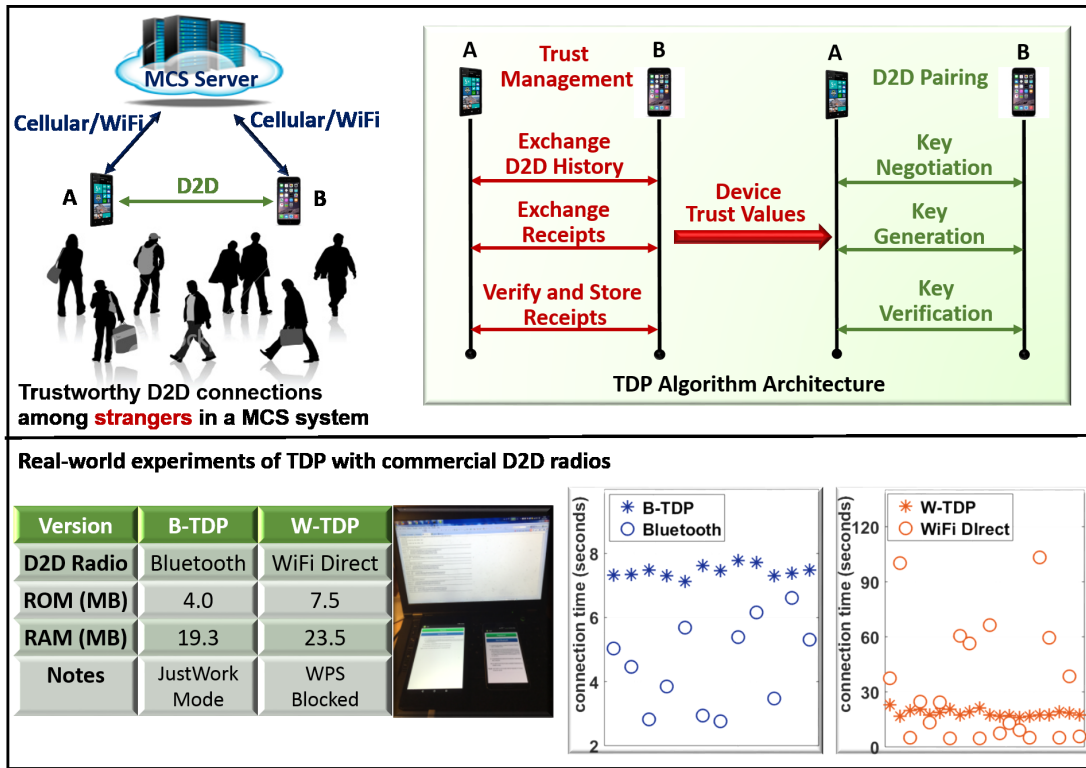 MCS Server
Cellular/WiFi
Cellular/WiFi
A
D2D
B
Trustworthy D2D connections
among strangers in a MCS system
A
Trust
Management
B
Exchange
D2D History
Exchange
Receipts
Verify and Store
Receipts
Device
Trust Values
A
D2D Pairing
B
Key
Negotiation
Key
Generation
Key
Verification
TDP Algorithm Architecture
Real-world experiments of TDP with commercial D2D radios
Version B-TDP W-TDP
D2D Radio Bluetooth WiFi Direct
ROM (MB) 4.0 7.5
RAM (MB) 19.3 23.5
Notes JustWork Mode WPS Blocked
connection time (seconds)
B-TDP
Bluetooth
8
6
4
2
connection time (seconds)
W-TDP
WiFi DIrect
120
90
60
30
0